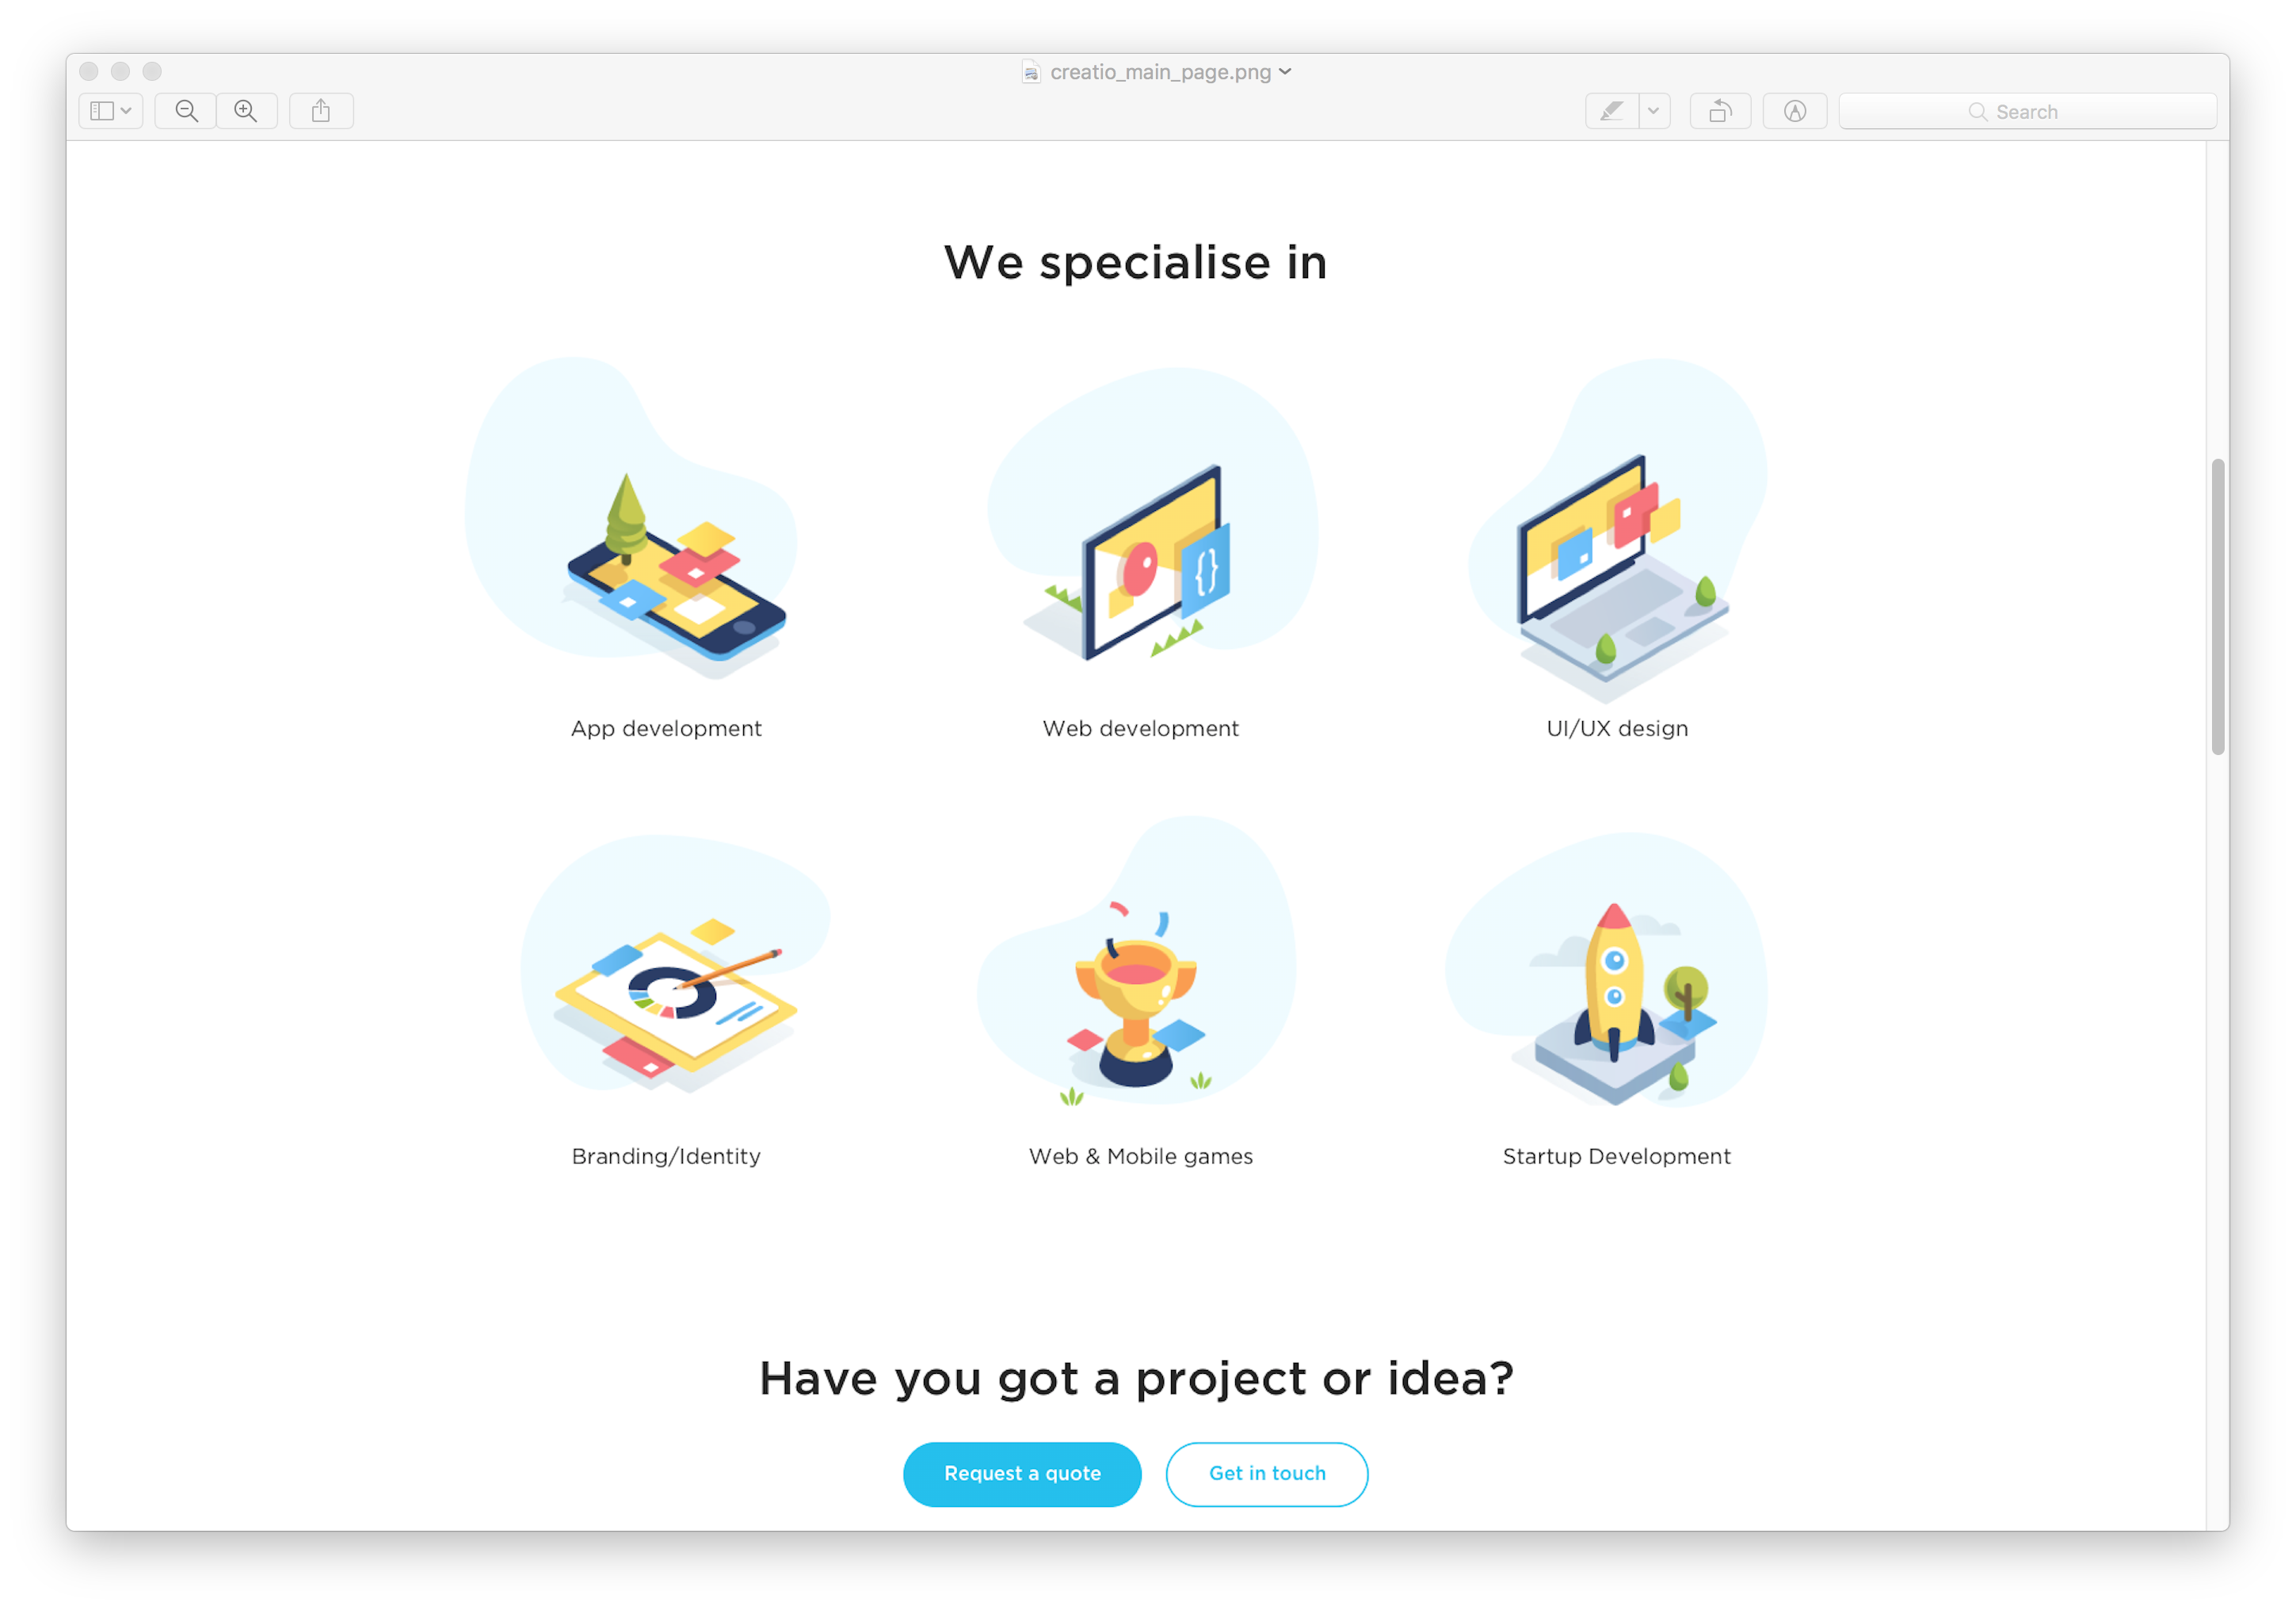 creatio_main_page.png
Search
We specialise in
{}
App development
Web development
UI/UX design
Branding/Identity
Web & Mobile games
Startup Development
Have you got a project or idea?
Request a quote
Get in touch